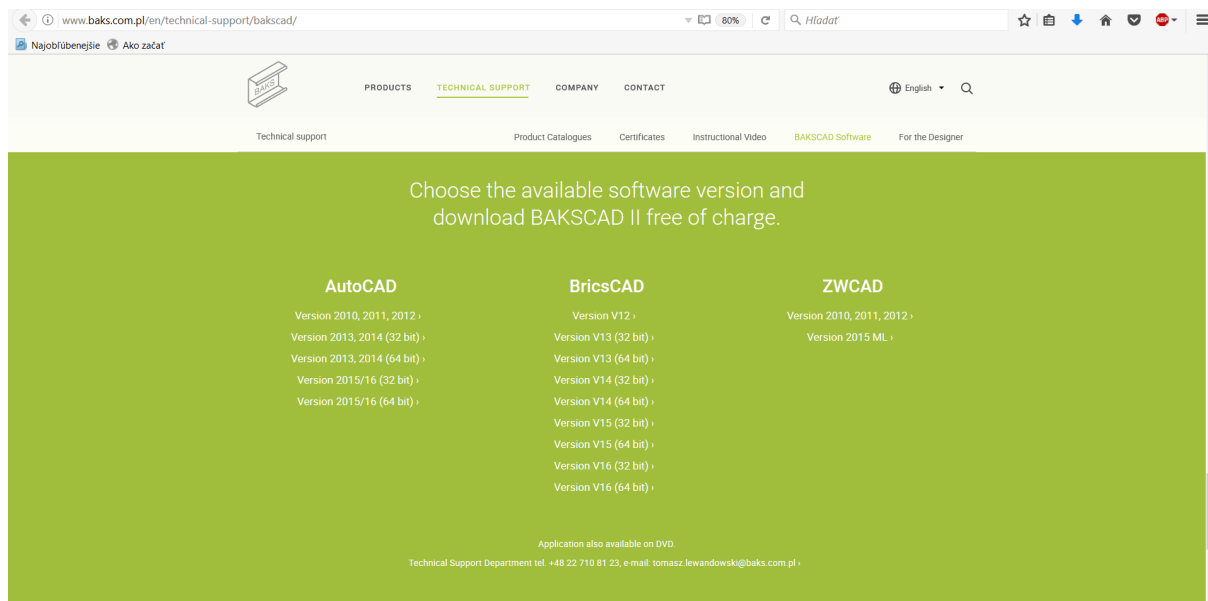 www.baks.com.pl/en/technical-support/bakscad/
80%
Hľadať
ABP
Najobľúbenejšie
Ako začať
BAKS
PRODUCTS
TECHNICAL SUPPORT
COMPANY
CONTACT
English
Technical support
Product Catalogues
Certificates
Instructional Video
BAKSCAD Software
For the Designer
Choose the available software version and
download BAKSCAD II free of charge.
AutoCAD
Version 2010, 2011, 2012 ›
Version 2013, 2014 (32 bit) ›
Version 2013, 2014 (64 bit) ›
Version 2015/16 (32 bit) ›
Version 2015/16 (64 bit) ›
BricsCAD
Version V12 ›
Version V13 (32 bit) ›
Version V13 (64 bit) ›
Version V14 (32 bit) ›
Version V14 (64 bit) ›
Version V15 (32 bit) ›
Version V15 (64 bit) ›
Version V16 (32 bit) ›
Version V16 (64 bit) ›
ZWCAD
Version 2010, 2011, 2012 ›
Version 2015 ML ›
Application also available on DVD.
Technical Support Department tel. +48 22 710 81 23, e-mail: tomasz.lewandowski@baks.com.pl ›